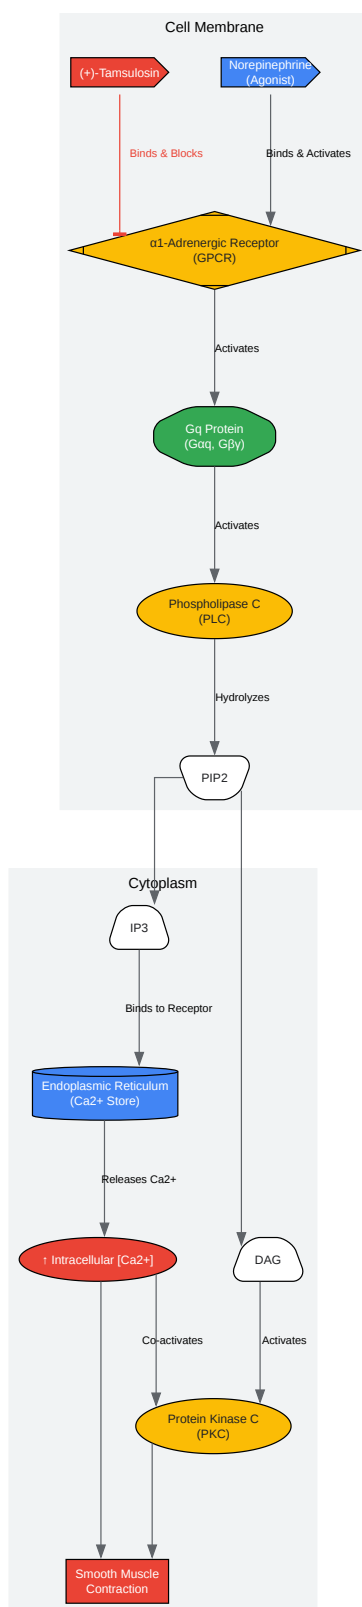 Cell Membrane
(+)-Tamsulosin
Norepinephrine
(Agonist)
Binds & Blocks
Binds & Activates
α1-Adrenergic Receptor
(GPCR)
Activates
Gq Protein
(Gαq, Gβγ)
Activates
Phospholipase C
(PLC)
Hydrolyzes
PIP2
Cytoplasm
IP3
Binds to Receptor
Endoplasmic Reticulum
(Ca2+ Store)
Releases Ca2+
↑ Intracellular [Ca2+]
DAG
Co-activates
Activates
Protein Kinase C
(PKC)
Smooth Muscle
Contraction